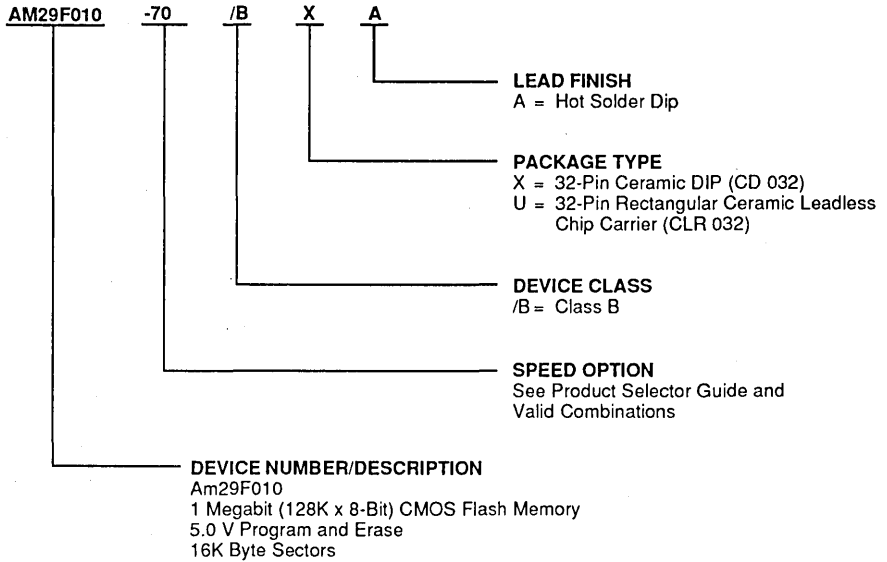 AM29F010 -70 /B X A
LEAD FINISH
A = Hot Solder Dip
PACKAGE TYPE
X = 32-Pin Ceramic DIP (CD 032)
U = 32-Pin Rectangular Ceramic Leadless
Chip Carrier (CLR 032)
DEVICE CLASS
/B = Class B
SPEED OPTION
See Product Selector Guide and
Valid Combinations
DEVICE NUMBER/DESCRIPTION
Am29F010
1 Megabit (128K x 8-Bit) CMOS Flash Memory
5.0 V Program and Erase
16K Byte Sectors